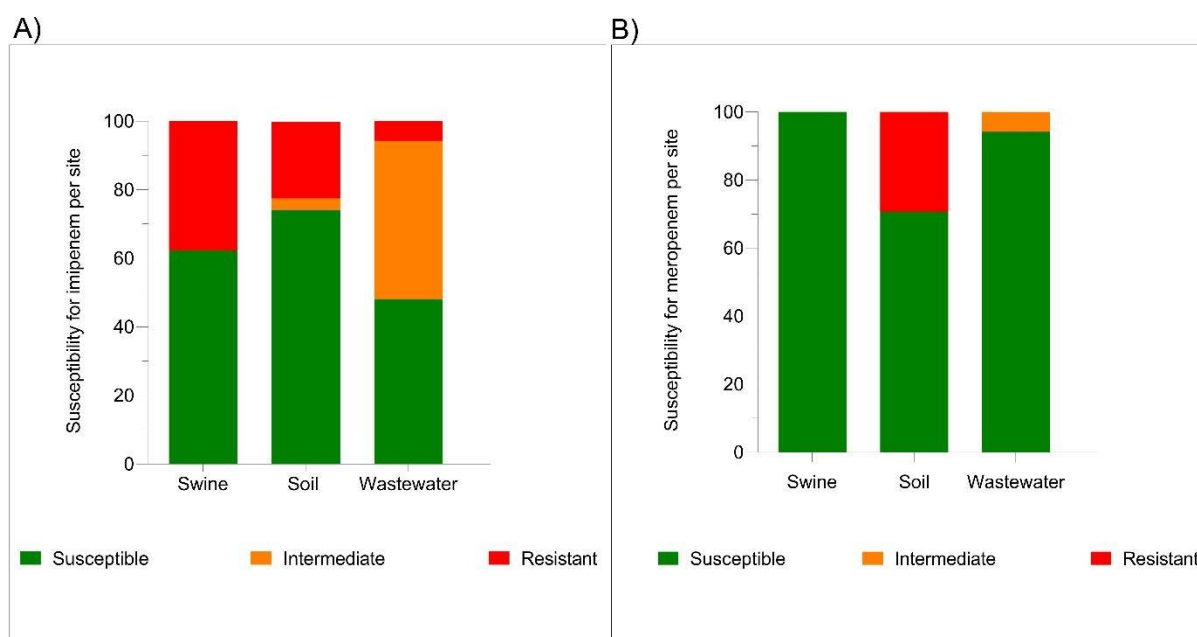 A)
Susceptibility for imipenem per site
100
80
60
40
20
0
Swine Soil Wastewater
Susceptible Intermediate Resistant
B)
Susceptibility for meropenem per site
100
80
60
40
20
0
Swine Soil Wastewater
Susceptible Intermediate Resistant